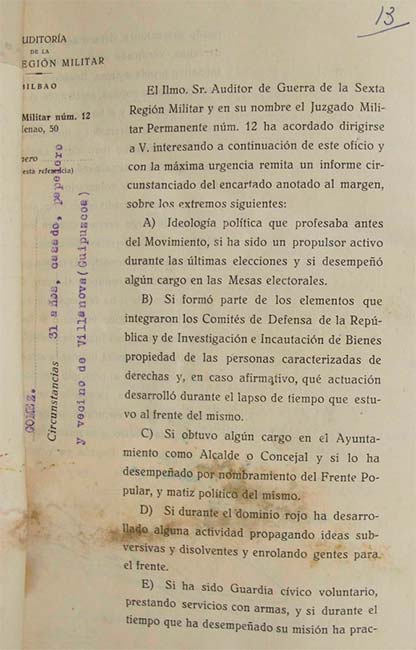 13
AUDITORÍA
DE LA
REGIÓN MILITAR
BILBAO
Militar núm. 12
Henao, 50
(esta referencia)
GOMEZ.
Circunstancias 31 años, casado, papelero
y vecino de Villanova(Guipuzcoa)
El Ilmo. Sr. Auditor de Guerra de la Sexta
Región Militar y en su nombre el Juzgado Mili-
tar Permanente núm. 12 ha acordado dirigirse
a V. interesando a continuación de este oficio y
con la máxima urgencia remita un informe cir-
cunstanciado del encartado anotado al margen,
sobre los extremos siguientes:
A) Ideología política que profesaba antes
del Movimiento, si ha sido un propulsor activo
durante las últimas elecciones y si desempeñó
algún cargo en las Mesas electorales.
B) Si formó parte de los elementos que
integraron los Comités de Defensa de la Repú-
blica y de Investigación e Incautación de Bienes
propiedad de las personas caracterizadas de
derechas y, en caso afirmativo, qué actuación
desarrolló durante el lapso de tiempo que estu-
vo al frente del mismo.
C) Si obtuvo algún cargo en el Ayunta-
miento como Alcalde o Concejal y si lo ha
desempeñado por nombramiento del Frente Po-
pular, y matiz político del mismo.
D) Si durante el dominio rojo ha desarro-
llado alguna actividad propagando ideas sub-
versivas y disolventes y enrolando gentes para
el frente.
E) Si ha sido Guardia cívico voluntario,
prestando servicios con armas, y si durante el
tiempo que ha desempeñado su misión ha prac-